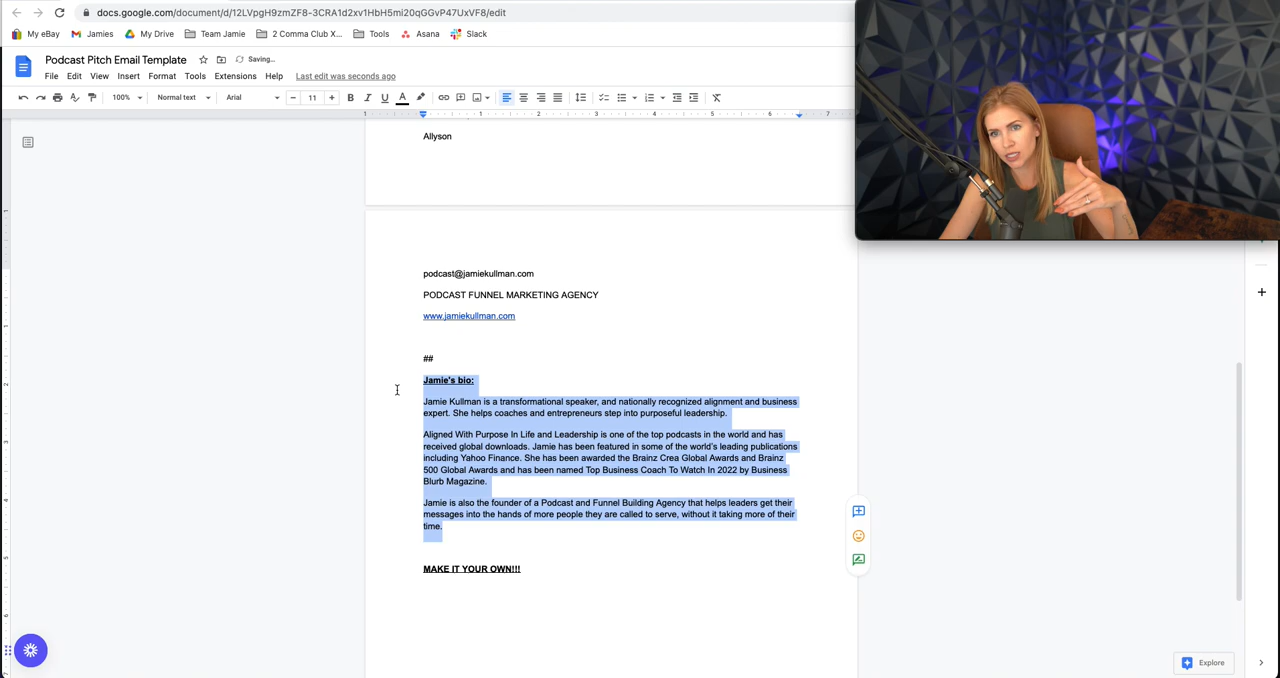 docs.google.com/document/d/12LVpgH9zmZF8-3CRA1d2xv1HbH5mi20qGGvP47UxVF8/edit
My eBay Jamies My Drive Team Jamie 2 Comma Club X... Tools Asana Slack
Podcast Pitch Email Template Saving...
File Edit View Insert Format Tools Extensions Help Last edit was seconds ago
100% Normal text Arial 11
1 1 2 3 4 5 6 7
Allyson
podcast@jamiekullman.com
PODCAST FUNNEL MARKETING AGENCY
www.jamiekullman.com
##
Jamie's bio:
Jamie Kullman is a transformational speaker, and nationally recognized alignment and business
expert. She helps coaches and entrepreneurs step into purposeful leadership.
Aligned With Purpose In Life and Leadership is one of the top podcasts in the world and has
received global downloads. Jamie has been featured in some of the world's leading publications
including Yahoo Finance. She has been awarded the Brainz Crea Global Awards and Brainz
500 Global Awards and has been named Top Business Coach To Watch In 2022 by Business
Blurb Magazine.
Jamie is also the founder of a Podcast and Funnel Building Agency that helps leaders get their
messages into the hands of more people they are called to serve, without it taking more of their
time.
MAKE IT YOUR OWN!!!
Explore